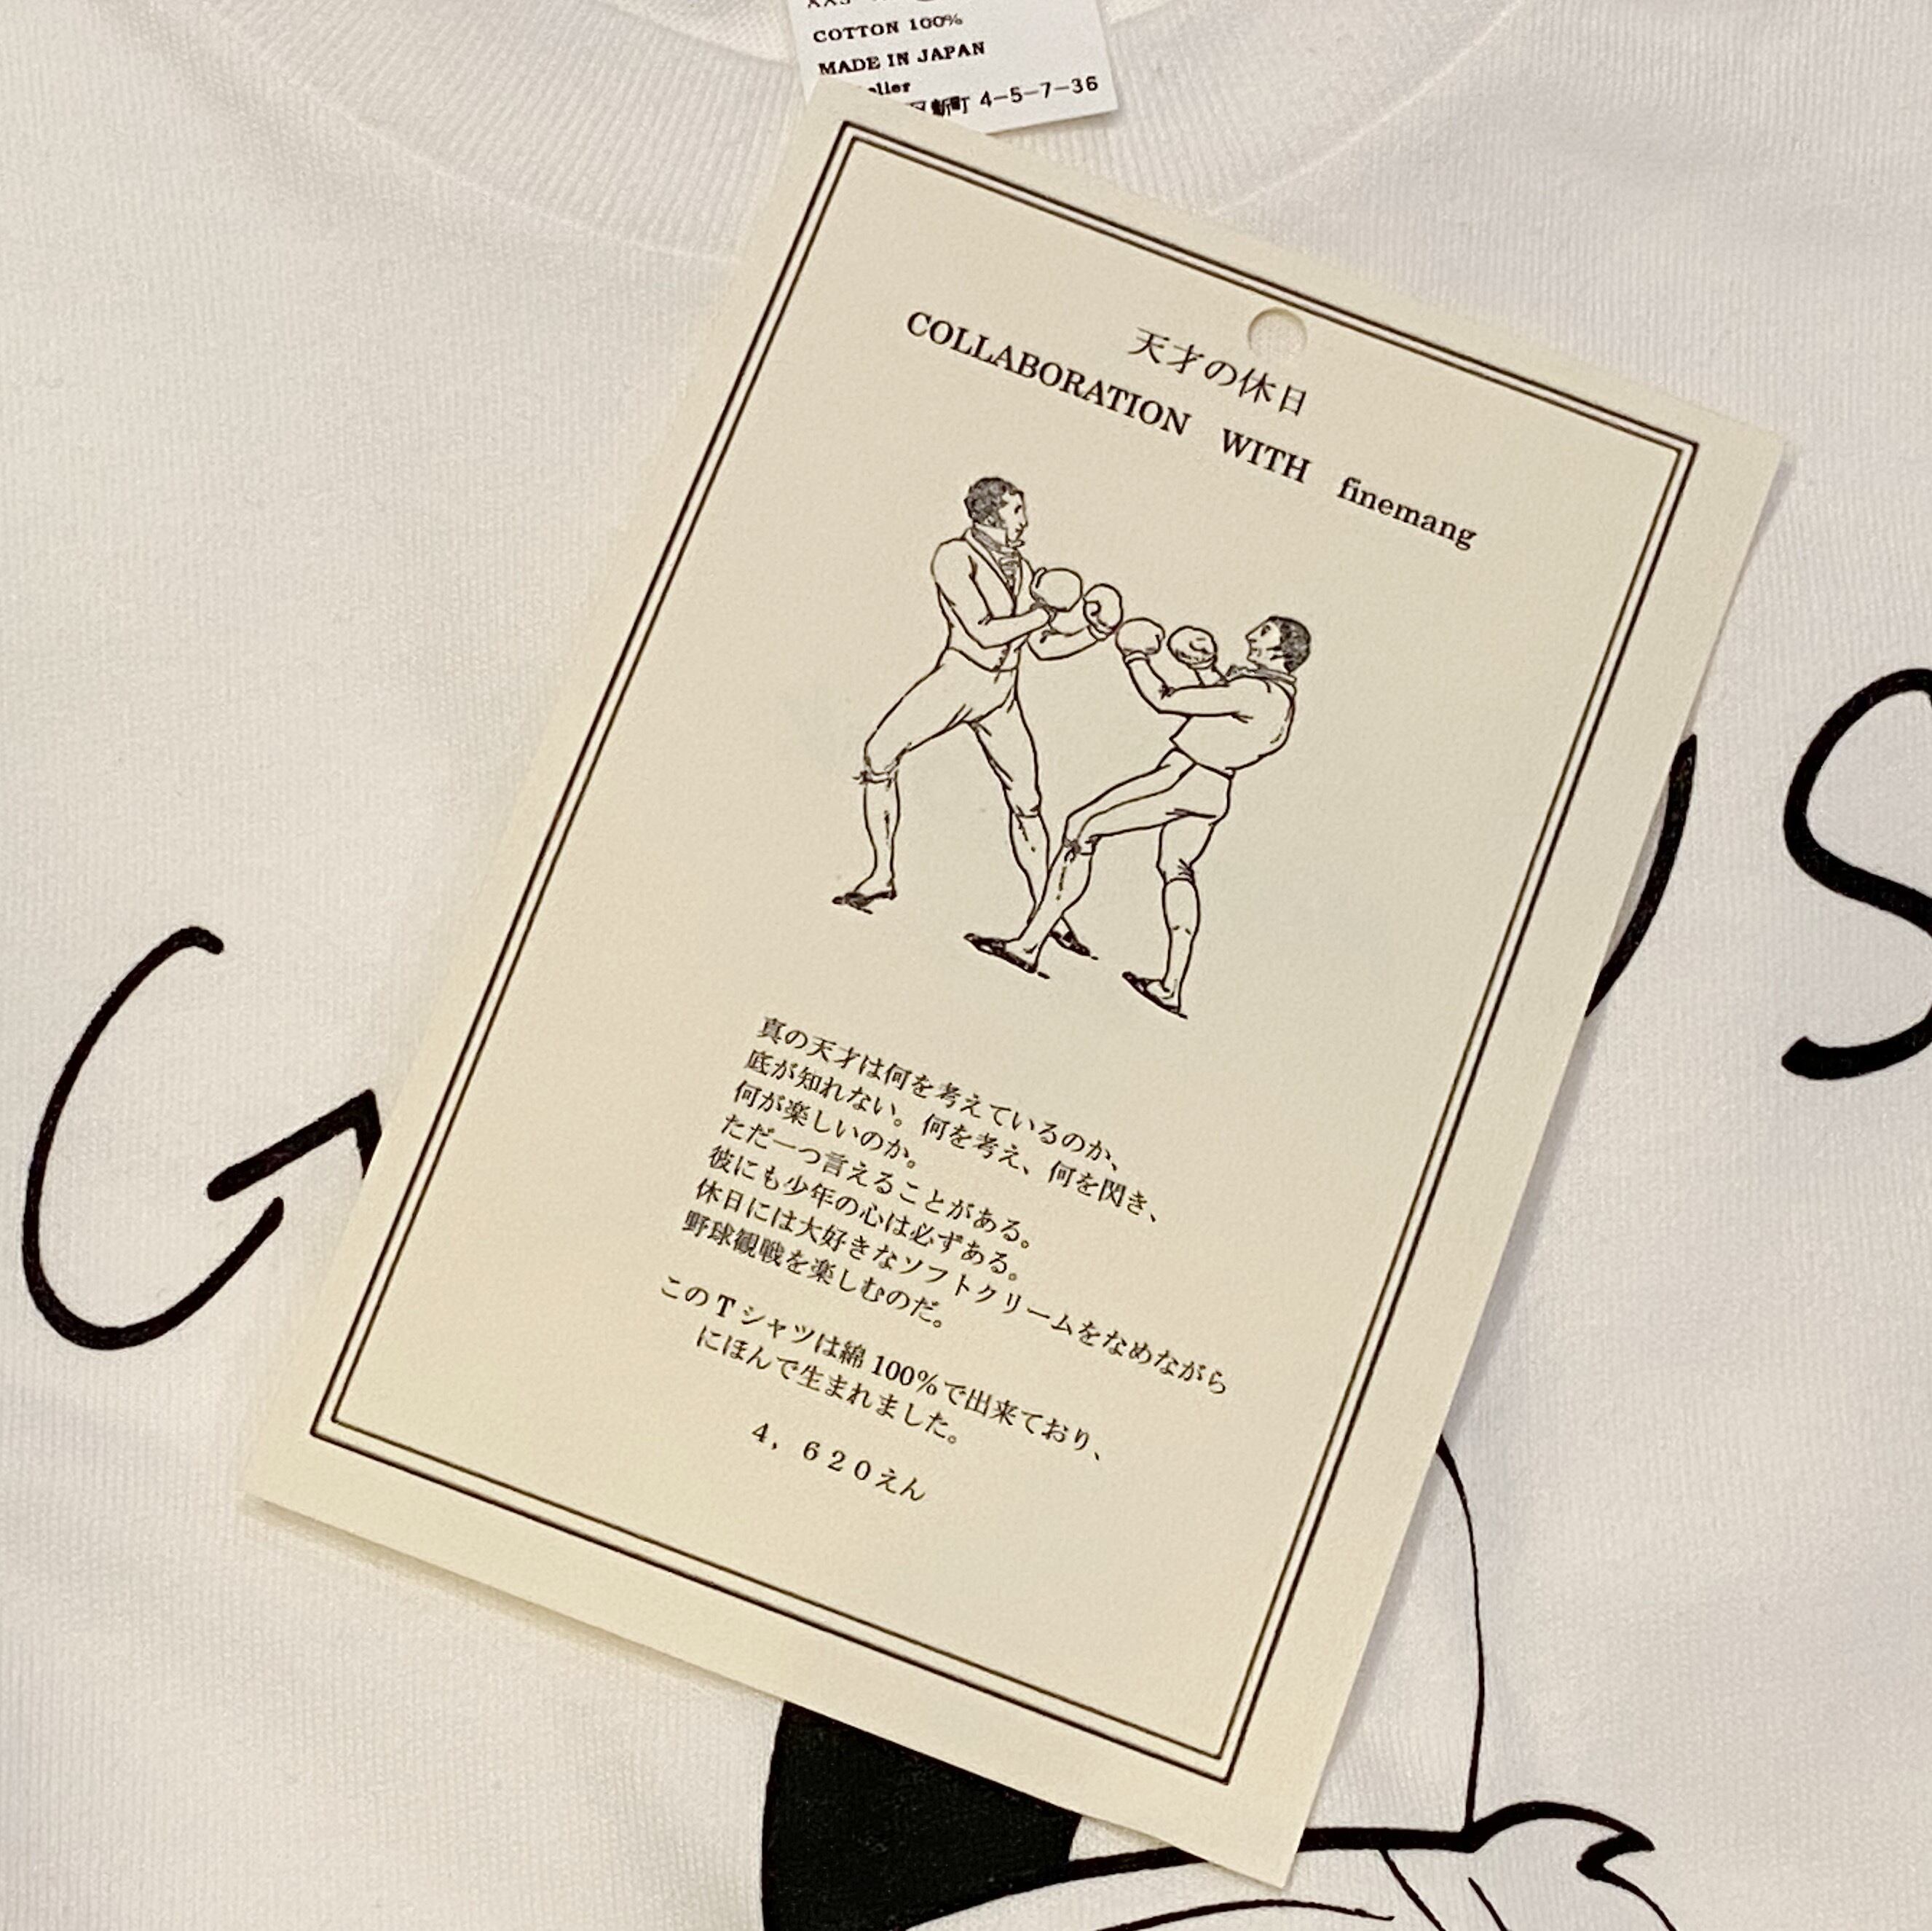 COTTON 100%
MADE IN JAPAN
新町 4-5-7-36
天才の休日
COLLABORATION WITH finemang
真の天才は何を考えているのか、
底が知れない。何を考え、何を閃き、
何が楽しいのか。
ただ一つ言えることがある。
彼にも少年の心は必ずある。
休日には大好きなソフトクリームをなめながら
野球観戦を楽しむのだ。
このTシャツは綿100%で出来ており、
にほんで生まれました。
4，620えん
G
S